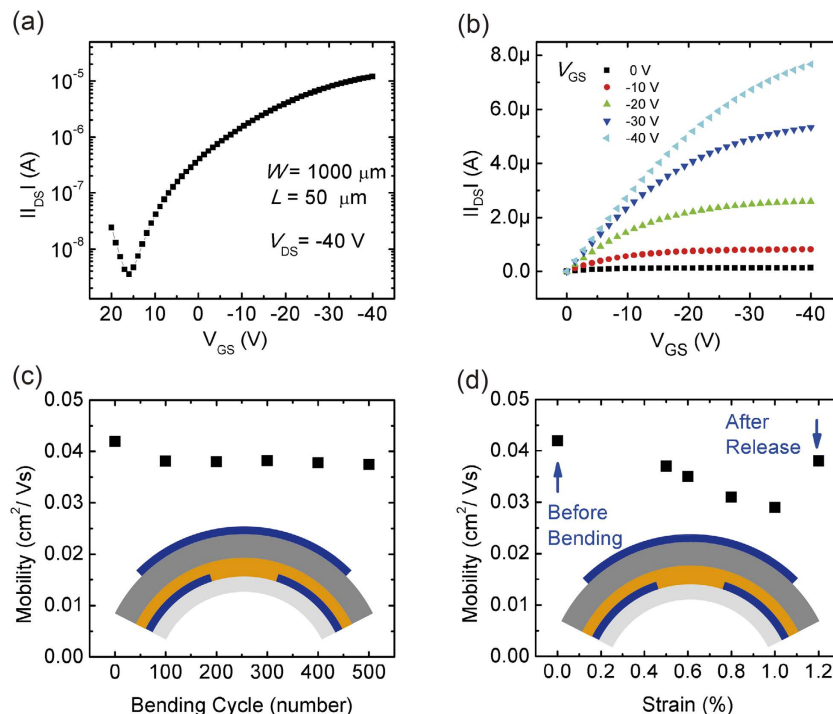 (a)
10⁻⁵
10⁻⁶
10⁻⁷
10⁻⁸
|I_DS| (A)
W = 1000 μm
L = 50 μm
V_DS = -40 V
20 10 0 -10 -20 -30 -40
V_GS (V)
(b)
8.0μ
6.0μ
4.0μ
2.0μ
0.0
|I_DS| (A)
V_GS
0 V
-10 V
-20 V
-30 V
-40 V
0 -10 -20 -30 -40
V_GS (V)
(c)
0.05
0.04
0.03
0.02
0.01
0.00
Mobility (cm²/ Vs)
0 100 200 300 400 500
Bending Cycle (number)
(d)
0.05
0.04
0.03
0.02
0.01
0.00
Mobility (cm²/ Vs)
After
Release
Before
Bending
0.0 0.2 0.4 0.6 0.8 1.0 1.2
Strain (%)